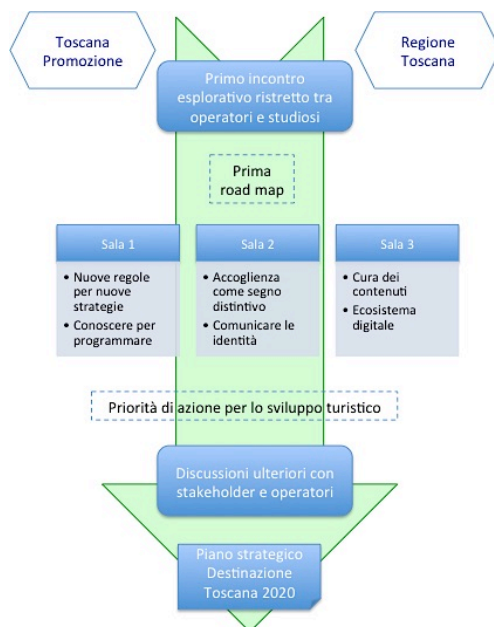 Toscana
Promozione
Regione
Toscana
Primo incontro
esplorativo ristretto tra
operatori e studiosi
Prima
road map
Sala 1
• Nuove regole
per nuove
strategie
• Conoscere per
programmare
Sala 2
• Accoglienza
come segno
distintivo
• Comunicare le
identità
Sala 3
• Cura dei
contenuti
• Ecosistema
digitale
Priorità di azione per lo sviluppo turistico
Discussioni ulteriori con
stakeholder e operatori
Piano strategico
Destinazione
Toscana 2020